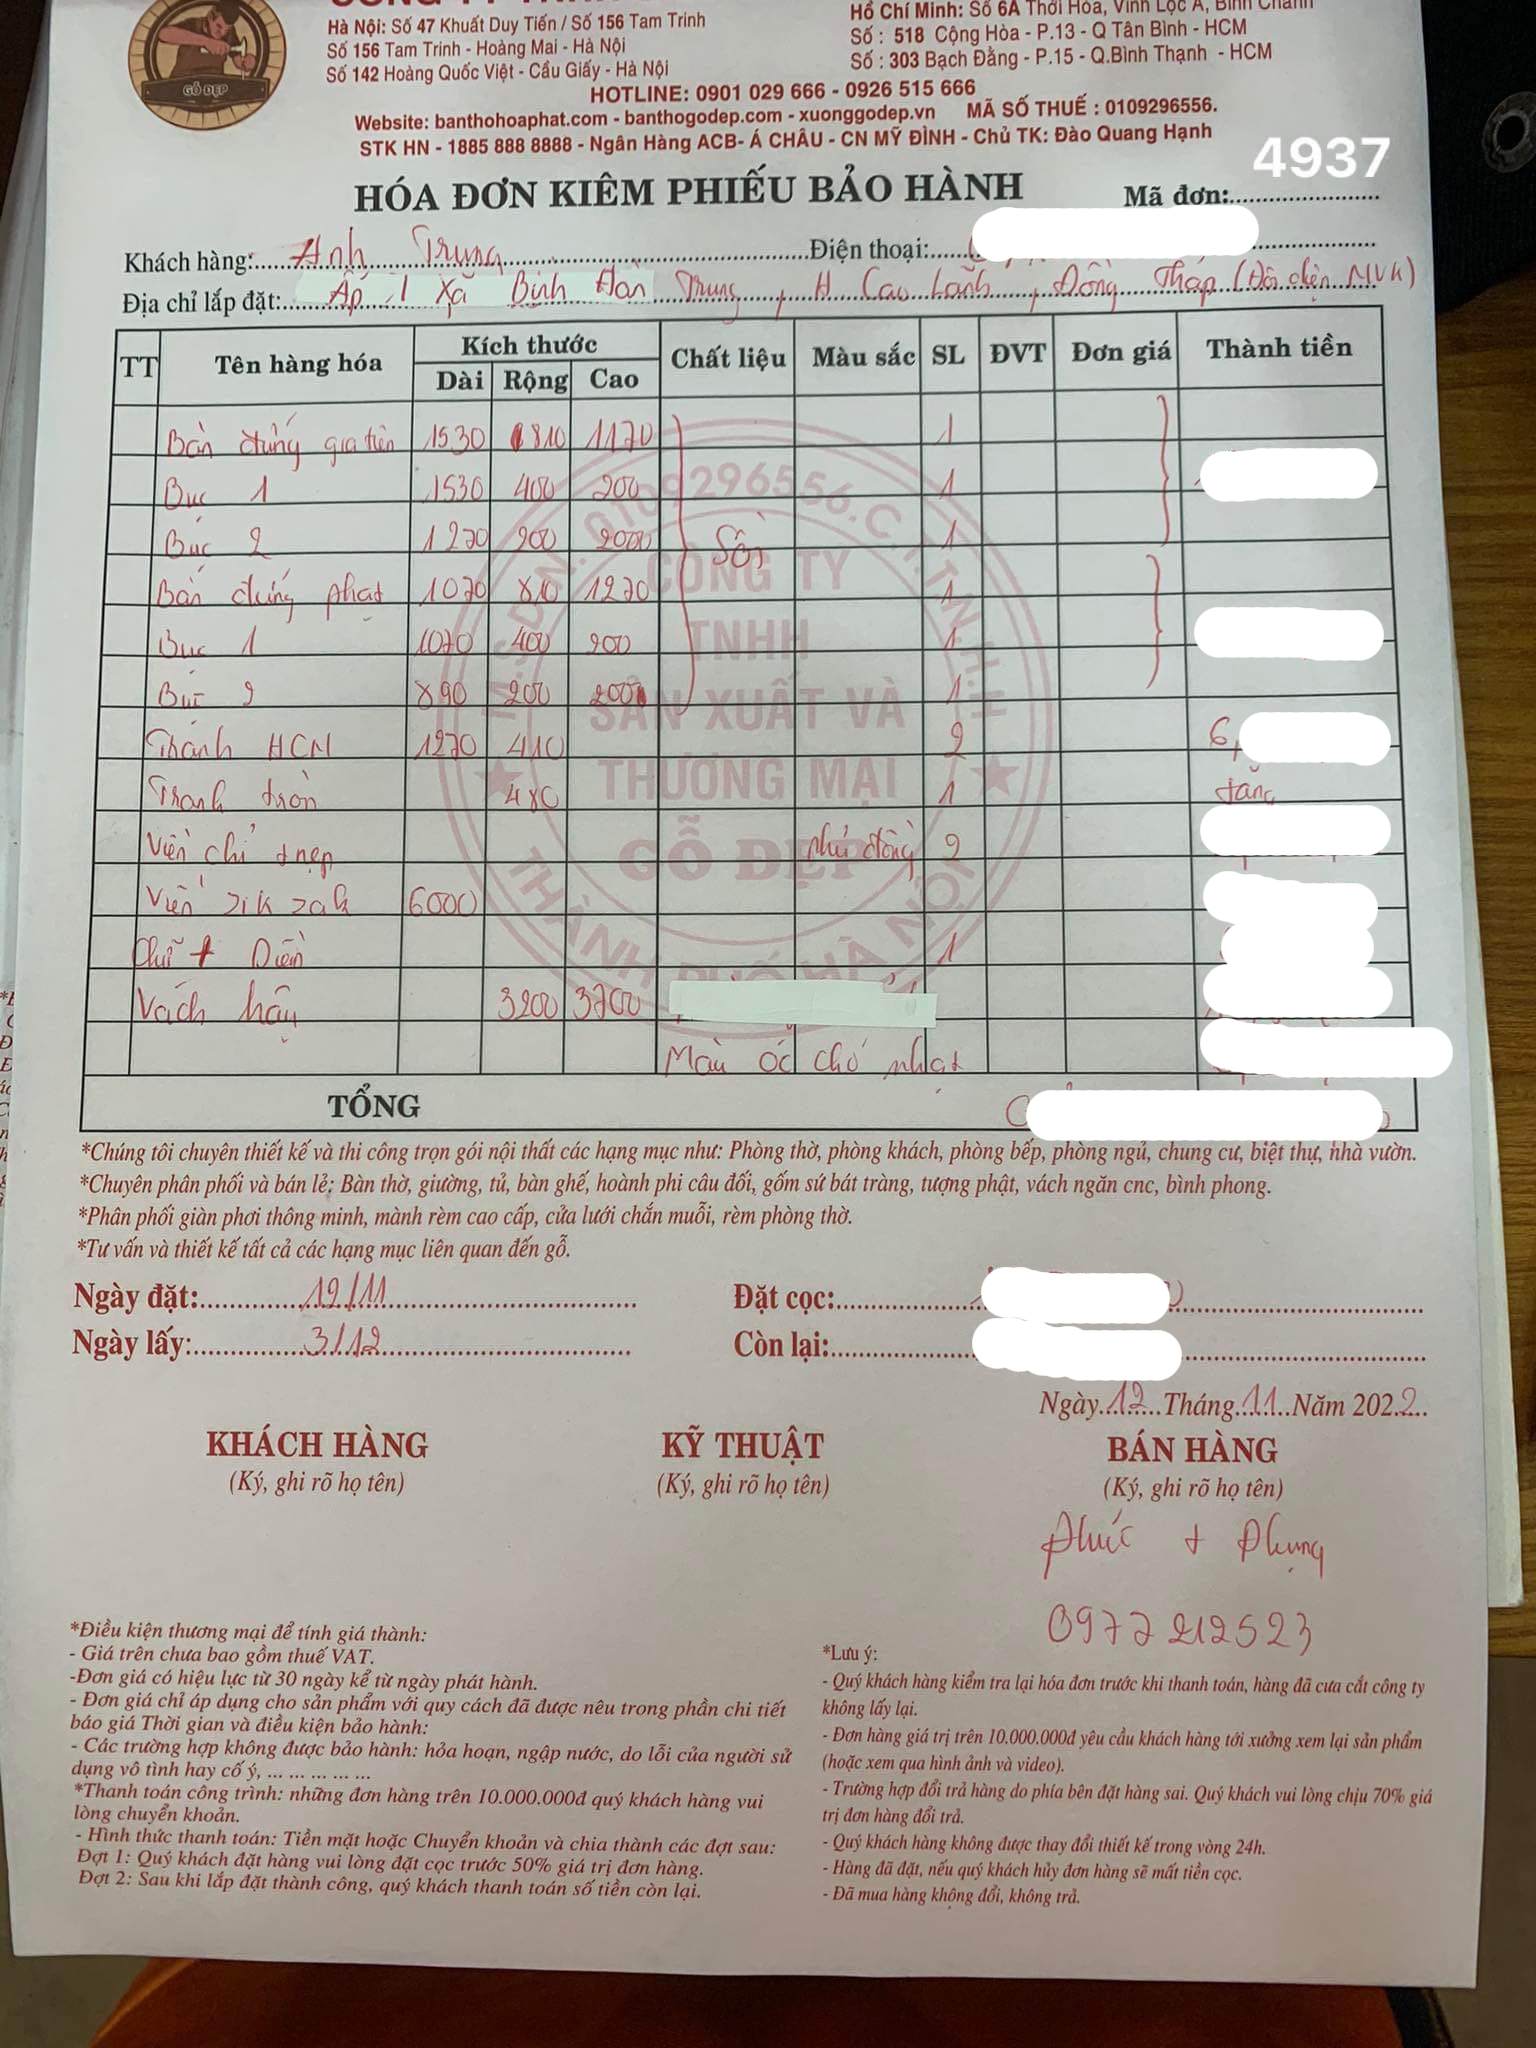 Hà Nội: Số 47 Khuất Duy Tiến / Số 156 Tam Trinh
Số 156 Tam Trinh - Hoàng Mai - Hà Nội
Số 142 Hoàng Quốc Việt - Cầu Giấy - Hà Nội
Hồ Chí Minh: Số 6A Thới Hòa, Vĩnh Lộc A, Bình Chánh
Số : 518 Cộng Hòa - P.13 - Q Tân Bình - HCM
Số : 303 Bạch Đằng - P.15 - Q.Bình Thạnh - HCM
GỖ ĐẸP
HOTLINE: 0901 029 666 - 0926 515 666
Website: banthohoaphat.com - banthogodep.com - xuonggodep.vn MÃ SỐ THUẾ : 0109296556.
STK HN - 1885 888 8888 - Ngân Hàng ACB- Á CHÂU - CN MỸ ĐÌNH - Chủ TK: Đào Quang Hạnh
4937
HÓA ĐƠN KIÊM PHIẾU BẢO HÀNH Mã đơn:
Khách hàng: Anh Trung Điện thoại:
Địa chỉ lắp đặt: Ấp 1 Xã Bình Hàn Trung, H Cao Lãnh, Đồng Tháp (Đối diện MVK)
TT Tên hàng hóa Kích thước Chất liệu Màu sắc SL ĐVT Đơn giá Thành tiền
Dài Rộng Cao
Bàn đứng gia tiên 1530 810 1170 1
Bục 1 1530 400 200 1
Bục 2 1270 200 200 Sồi 1
Bàn đứng phật 1070 810 1270 1
Bục 1 1070 400 200 1
Bục 2 890 200 200 1
Thánh HCN 1270 410 2 6,
Tranh tròn 480 1 tặng
Viền chỉ + nẹp nhũ đồng 2
Viền zik zak 6000
Chữ + Diền 1
Vách hậu 3200 3700
Màu óc chó nhạt
M.S.D.N: 0109296556.C.T.T.N.H.H
CÔNG TY
TNHH
SẢN XUẤT VÀ
THƯƠNG MẠI
GỖ ĐẸP
THÀNH PHỐ HÀ NỘI
TỔNG
*Chúng tôi chuyên thiết kế và thi công trọn gói nội thất các hạng mục như: Phòng thờ, phòng khách, phòng bếp, phòng ngủ, chung cư, biệt thự, nhà vườn.
*Chuyên phân phối và bán lẻ; Bàn thờ, giường, tủ, bàn ghế, hoành phi câu đối, gốm sứ bát tràng, tượng phật, vách ngăn cnc, bình phong.
*Phân phối giàn phơi thông minh, mành rèm cao cấp, cửa lưới chắn muỗi, rèm phòng thờ.
*Tư vấn và thiết kế tất cả các hạng mục liên quan đến gỗ.
Ngày đặt: 12/11 Đặt cọc:
Ngày lấy: 3/12 Còn lại:
Ngày 12 Tháng 11 Năm 2022
KHÁCH HÀNG KỸ THUẬT BÁN HÀNG
(Ký, ghi rõ họ tên) (Ký, ghi rõ họ tên) (Ký, ghi rõ họ tên)
Phúc + Phụng
0977212523
*Điều kiện thương mại để tính giá thành:
- Giá trên chưa bao gồm thuế VAT.
-Đơn giá có hiệu lực từ 30 ngày kể từ ngày phát hành.
- Đơn giá chỉ áp dụng cho sản phẩm với quy cách đã được nêu trong phần chi tiết
báo giá Thời gian và điều kiện bảo hành:
- Các trường hợp không được bảo hành: hỏa hoạn, ngập nước, do lỗi của người sử
dụng vô tình hay cố ý, ... ... ... ... ...
*Thanh toán công trình: những đơn hàng trên 10.000.000đ quý khách hàng vui
lòng chuyển khoản.
- Hình thức thanh toán: Tiền mặt hoặc Chuyển khoản và chia thành các đợt sau:
Đợt 1: Quý khách đặt hàng vui lòng đặt cọc trước 50% giá trị đơn hàng.
Đợt 2: Sau khi lắp đặt thành công, quý khách thanh toán số tiền còn lại.
*Lưu ý:
- Quý khách hàng kiểm tra lại hóa đơn trước khi thanh toán, hàng đã cưa cắt công ty
không lấy lại.
- Đơn hàng giá trị trên 10.000.000đ yêu cầu khách hàng tới xưởng xem lại sản phẩm
(hoặc xem qua hình ảnh và video).
- Trường hợp đổi trả hàng do phía bên đặt hàng sai. Quý khách vui lòng chịu 70% giá
trị đơn hàng đổi trả.
- Quý khách hàng không được thay đổi thiết kế trong vòng 24h.
- Hàng đã đặt, nếu quý khách hủy đơn hàng sẽ mất tiền cọc.
- Đã mua hàng không đổi, không trả.